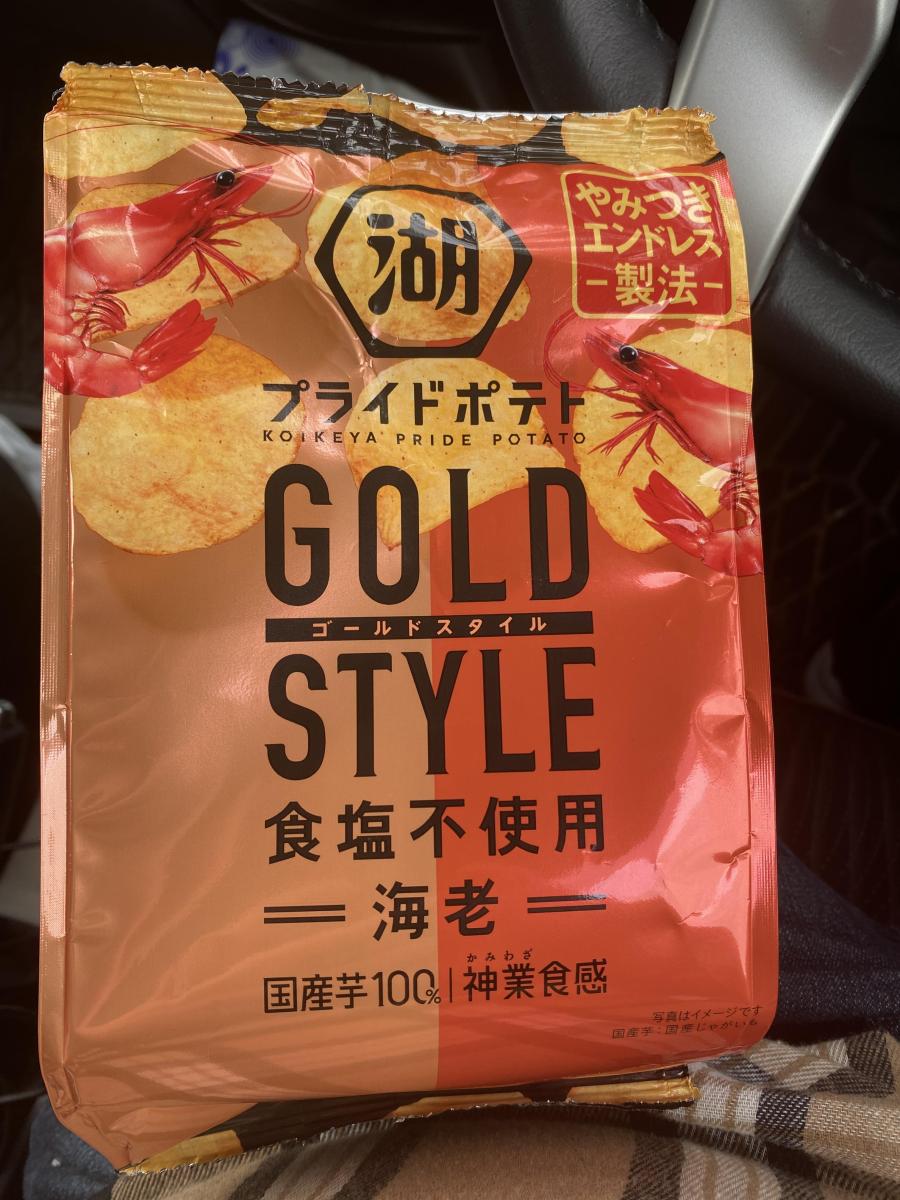 湖
やみつき
エンドレス
製法
プライドポテト
KOIKEYA PRIDE POTATO
GOLD
ゴールドスタイル
STYLE
食塩不使用
海老
国産芋100%|神業食感
かみわざ
写真はイメージです
国産芋:国産じゃがいも